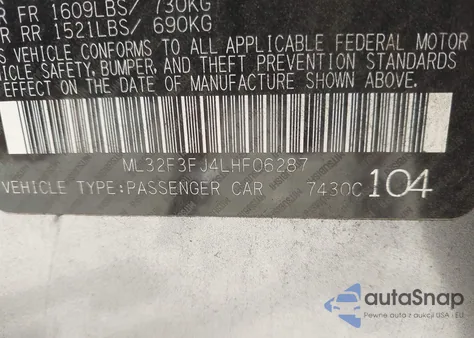 R FR 1609LBS/ 730KG
R RR 1521LBS/ 690KG
S VEHICLE CONFORMS TO ALL APPLICABLE FEDERAL MOTOR
HICLE SAFETY, BUMPER, AND THEFT PREVENTION STANDARDS
EFFECT ON THE DATE OF MANUFACTURE SHOWN ABOVE.
ML32F3FJ4LHF06287
VEHICLE TYPE:PASSENGER CAR 7430C 104
autaSnap
Pewne auta z aukcji USA i EU